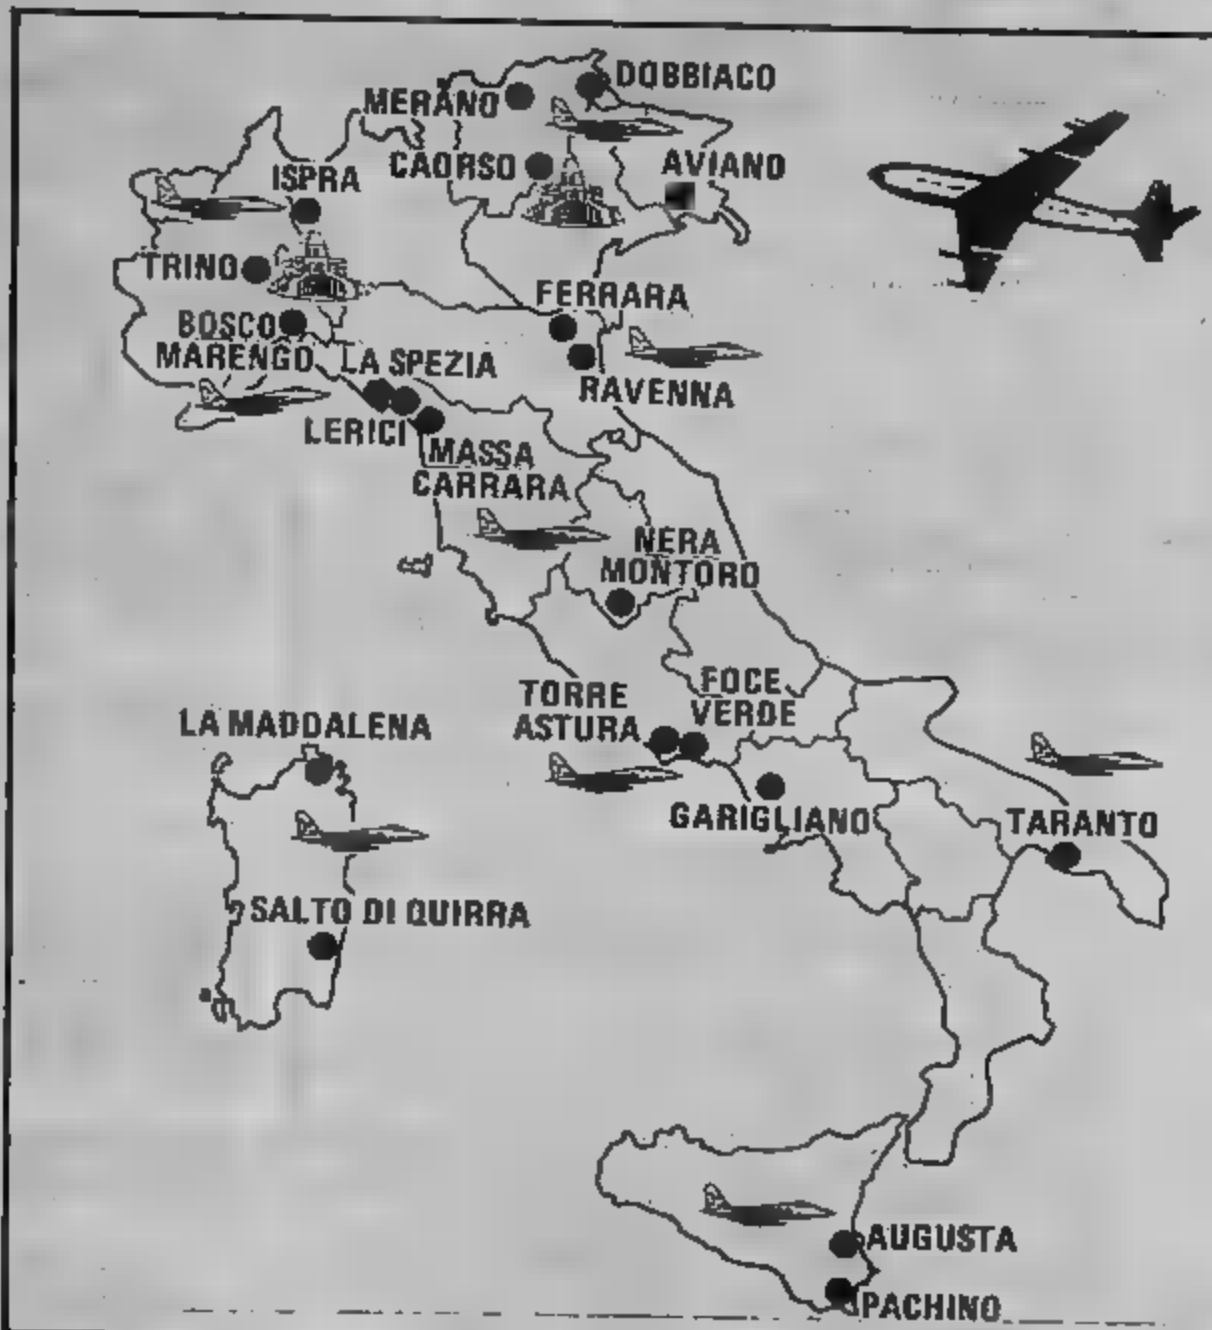 DOBBIACO
MERANO
CAORSO
AVIANO
ISPRA
TRINO
FERRARA
BOSCO
MARENGO
LA SPEZIA
RAVENNA
LERICI
MASSA
CARRARA
NERA
MONTORO
TORRE
ASTURA
FOCE
VERDE
LA MADDALENA
GARIGLIANO
TARANTO
SALTO DI QUIRRA
AUGUSTA
PACHINO